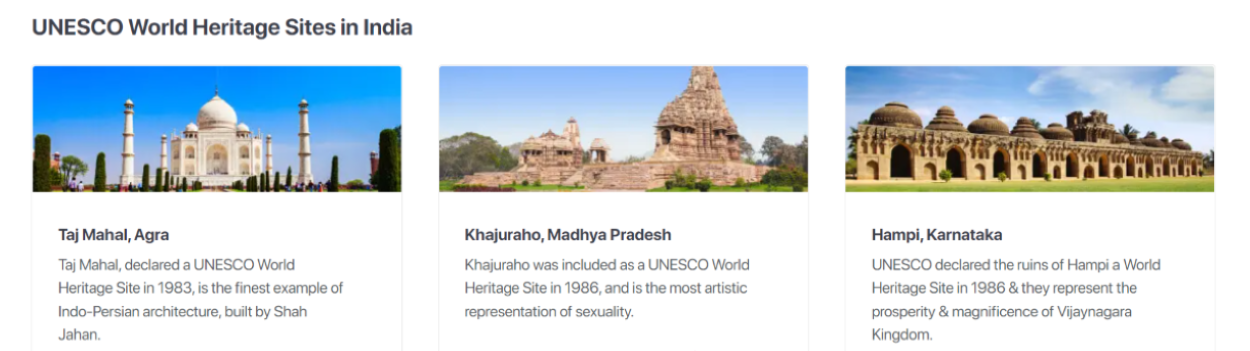 UNESCO World Heritage Sites in India
Taj Mahal, Agra
Taj Mahal, declared a UNESCO World
Heritage Site in 1983, is the finest example of
Indo-Persian architecture, built by Shah
Jahan.
Khajuraho, Madhya Pradesh
Khajuraho was included as a UNESCO World
Heritage Site in 1986, and is the most artistic
representation of sexuality.
Hampi, Karnataka
UNESCO declared the ruins of Hampi a World
Heritage Site in 1986 & they represent the
prosperity & magnificence of Vijaynagara
Kingdom.